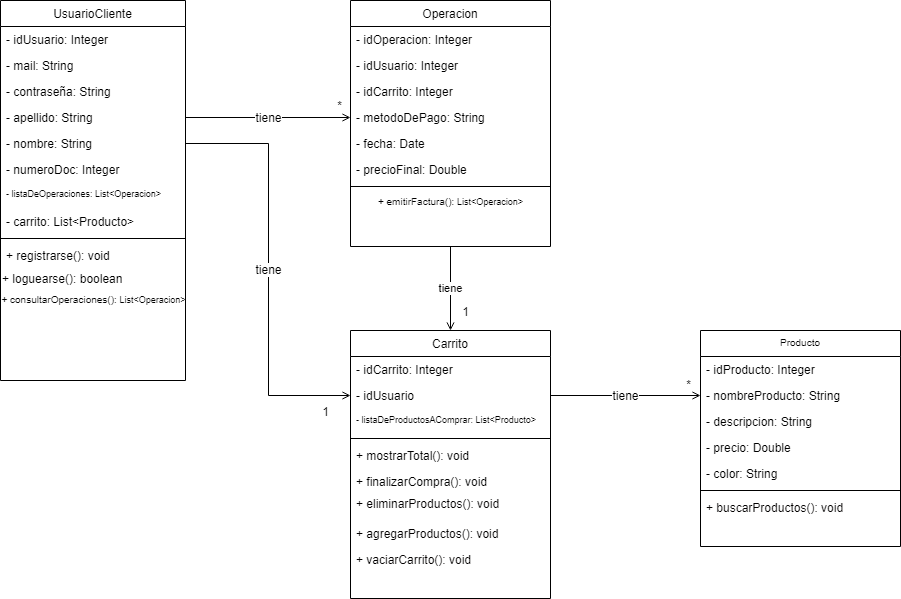 UsuarioCliente
- idUsuario: Integer
- mail: String
- contraseña: String
- apellido: String
- nombre: String
- numeroDoc: Integer
- listaDeOperaciones: List<Operacion>
- carrito: List<Producto>
+ registrarse(): void
+ loguearse(): boolean
+ consultarOperaciones(): List<Operacion>
tiene
*
tiene
1
Operacion
- idOperacion: Integer
- idUsuario: Integer
- idCarrito: Integer
- metodoDePago: String
- fecha: Date
- precioFinal: Double
+ emitirFactura(): List<Operacion>
tiene
1
Carrito
- idCarrito: Integer
- idUsuario
- listaDeProductosAComprar: List<Producto>
+ mostrarTotal(): void
+ finalizarCompra(): void
+ eliminarProductos(): void
+ agregarProductos(): void
+ vaciarCarrito(): void
tiene
*
Producto
- idProducto: Integer
- nombreProducto: String
- descripcion: String
- precio: Double
- color: String
+ buscarProductos(): void